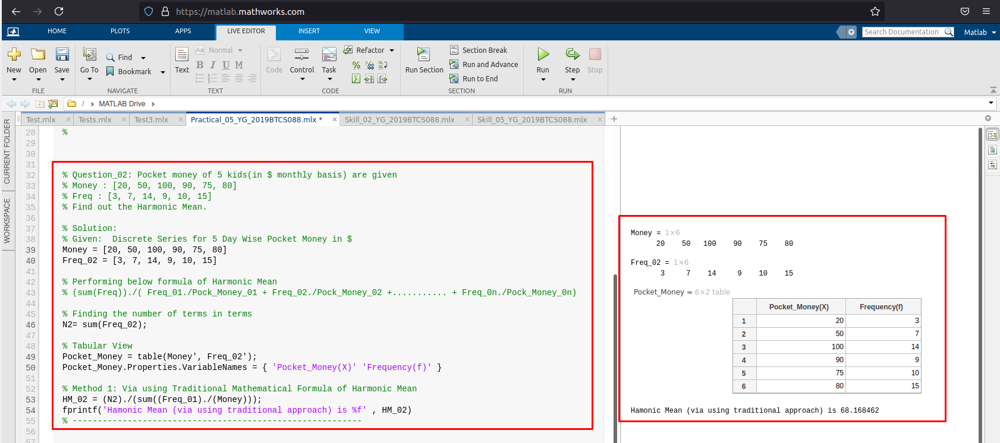 https://matlab.mathworks.com
HOME PLOTS APPS LIVE EDITOR INSERT VIEW
Search Documentation Matlab
New Open Save Go To Find Bookmark Text Aa Normal B I U M Code Control Task Refactor Run Section Section Break Run and Advance Run to End Run Step Stop
FILE NAVIGATE TEXT CODE SECTION RUN
/ › MATLAB Drive ›
Test.mlx × Tests.mlx × Test3.mlx × Practical_05_YG_2019BTCS088.mlx * × Skill_02_YG_2019BTCS088.mlx × Skill_05_YG_2019BTCS088.mlx × +
CURRENT FOLDER
WORKSPACE
28 %
29
30
31
32 % Question_02: Pocket money of 5 kids(in $ monthly basis) are given
33 % Money : [20, 50, 100, 90, 75, 80]
34 % Freq : [3, 7, 14, 9, 10, 15]
35 % Find out the Harmonic Mean.
36
37 % Solution:
38 % Given:  Discrete Series for 5 Day Wise Pocket Money in $
39 Money = [20, 50, 100, 90, 75, 80]
40 Freq_02 = [3, 7, 14, 9, 10, 15]
41
42 % Performing below formula of Harmonic Mean
43 % (sum(Freq))./( Freq_01./Pock_Money_01 + Freq_02./Pock_Money_02 +........... + Freq_0n./Pock_Money_0n)
44
45 % Finding the number of terms in terms
46 N2= sum(Freq_02);
47
48 % Tabular View
49 Pocket_Money = table(Money', Freq_02');
50 Pocket_Money.Properties.VariableNames = { 'Pocket_Money(X)' 'Frequency(f)' }
51
52 % Method 1: Via using Traditional Mathematical Formula of Harmonic Mean
53 HM_02 = (N2)./(sum((Freq_01)./(Money)));
54 fprintf('Hamonic Mean (via using traditional approach) is %f' , HM_02)
55 % ----------------------------------------------------------
56
57
Money = 1×6
20 50 100 90 75 80
Freq_02 = 1×6
3 7 14 9 10 15
Pocket_Money = 6×2 table
Pocket_Money(X) Frequency(f)
1 20 3
2 50 7
3 100 14
4 90 9
5 75 10
6 80 15
Hamonic Mean (via using traditional approach) is 68.168462